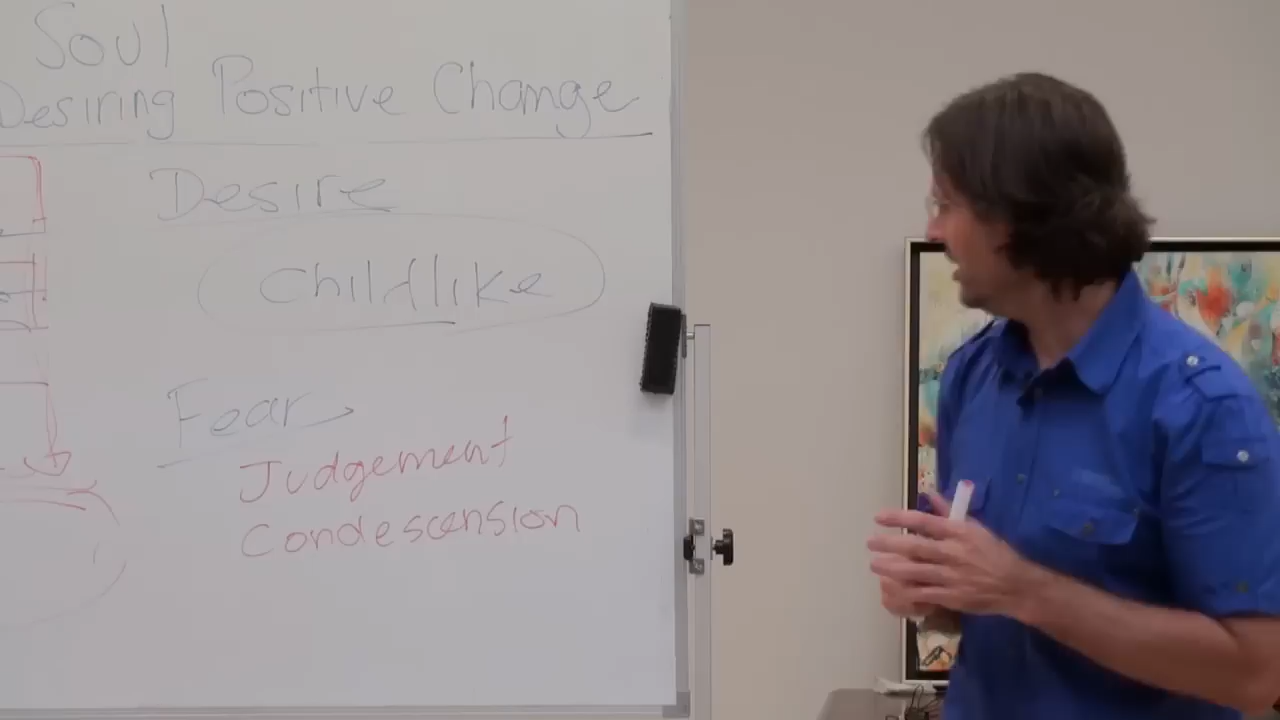 Soul
Desiring Positive Change
Desire
Childlike
Fear
Judgement
Condescension